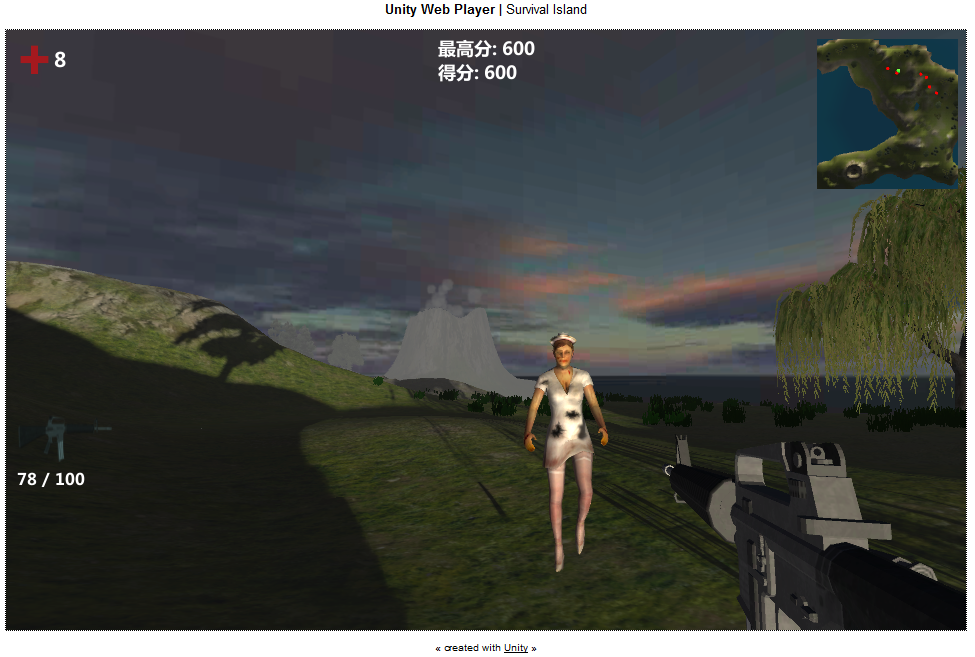 Unity Web Player | Survival Island
8
最高分: 600
得分: 600
78 / 100
« created with Unity »